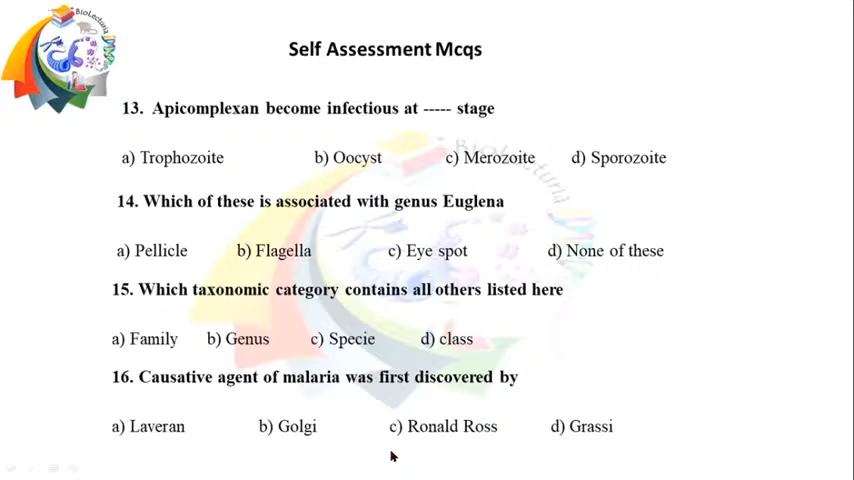 BioLecturia
Self Assessment Mcqs
13. Apicomplexan become infectious at ----- stage
a) Trophozoite b) Oocyst c) Merozoite d) Sporozoite
14. Which of these is associated with genus Euglena
a) Pellicle b) Flagella c) Eye spot d) None of these
15. Which taxonomic category contains all others listed here
a) Family b) Genus c) Specie d) class
16. Causative agent of malaria was first discovered by
a) Laveran b) Golgi c) Ronald Ross d) Grassi